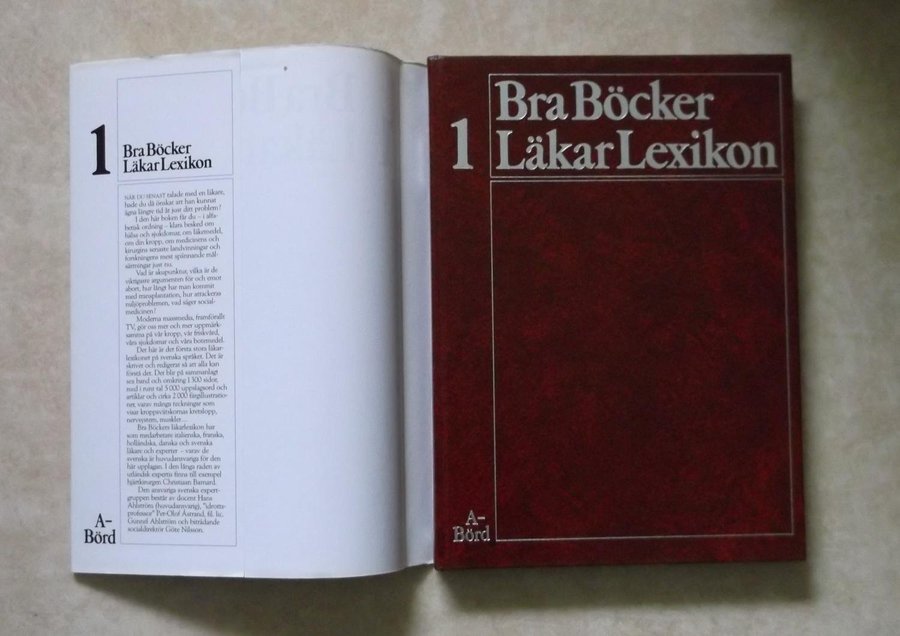 1
Bra Böcker
Läkar Lexikon
NÄR DU SENAST talade med en läkare,
hade du då önskat att han kunnat
ägna längre tid åt just ditt problem?
I den här boken får du – i alfa-
betisk ordning – klara besked om
hälsa och sjukdomar, om läkemedel,
om din kropp, om medicinens och
kirurgins senaste landvinningar och
forskningens mest spännande mål-
sättningar just nu.
Vad är akupunktur, vilka är de
viktigaste argumenten för och emot
abort, hur långt har man kommit
med transplantation, hur attackeras
miljöproblemen, vad säger social-
medicinen?
Moderna massmedia, framförallt
TV, gör oss mer och mer uppmärk-
samma på vår kropp, vår friskvård,
våra sjukdomar och våra botemedel.
Det här är det första stora läkar-
lexikonet på svenska språket. Det är
skrivet och redigerat så att alla kan
förstå det. Det blir på sammanlagt
sex band och omkring 1 300 sidor,
med i runt tal 5 000 uppslagsord och
artiklar och cirka 2 000 färgillustratio-
ner, varav många teckningar som
visar kroppsvätskornas kretslopp,
nervsystem, muskler...
Bra Böckers läkarlexikon har
som medarbetare italienska, franska,
holländska, danska och svenska
läkare och experter – varav de
svenska är huvudansvariga för den
här upplagan. I den långa raden av
utländsk expertis finns till exempel
hjärtkirurgen Christiaan Barnard.
Den ansvariga svenska expert-
gruppen består av docent Hans
Ahlström (huvudansvarig), "idrotts-
professor" Per-Olof Åstrand, fil. lic.
Gunnel Ahlström och biträdande
socialdirektör Göte Nilsson.
A–
Börd
1
Bra Böcker
Läkar Lexikon
A–
Börd